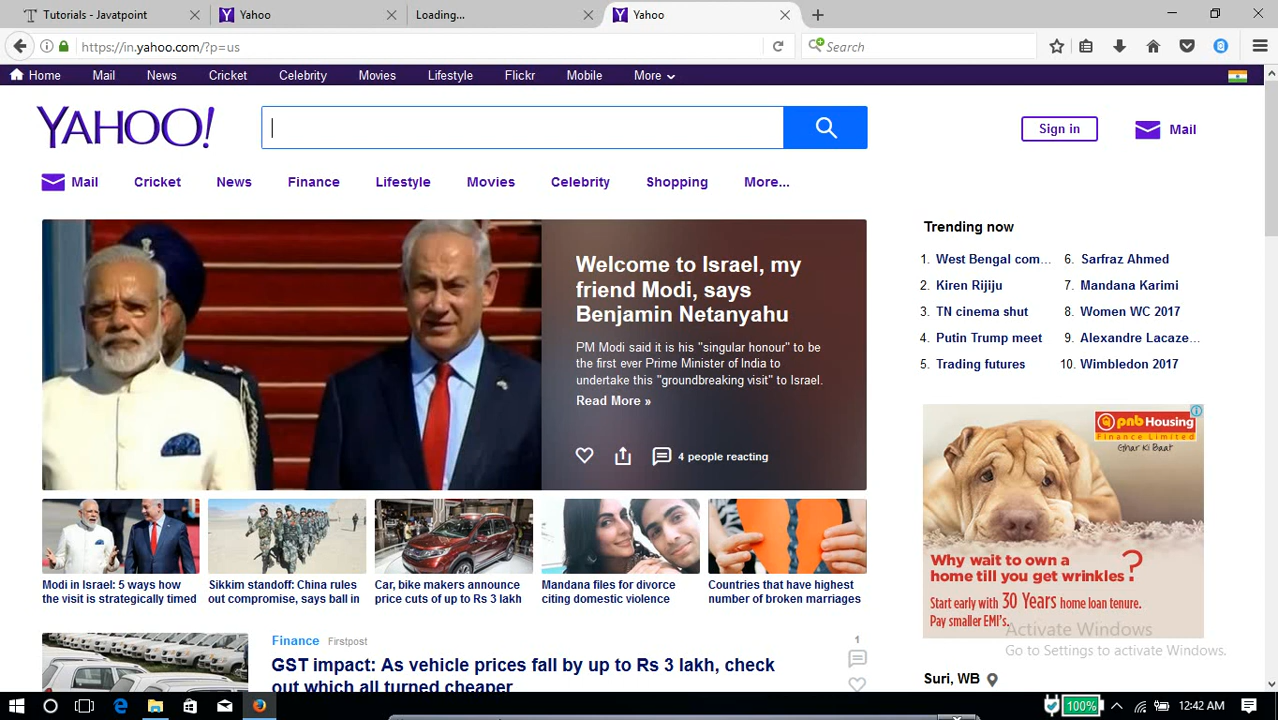 Tutorials - Javatpoint
Yahoo
Loading...
Yahoo
https://in.yahoo.com/?p=us
Search
Home Mail News Cricket Celebrity Movies Lifestyle Flickr Mobile More
YAHOO!
Sign in
Mail
Mail Cricket News Finance Lifestyle Movies Celebrity Shopping More...
Welcome to Israel, my
friend Modi, says
Benjamin Netanyahu
PM Modi said it is his "singular honour" to be
the first ever Prime Minister of India to
undertake this "groundbreaking visit" to Israel.
Read More »
4 people reacting
Modi in Israel: 5 ways how
the visit is strategically timed
Sikkim standoff: China rules
out compromise, says ball in
Car, bike makers announce
price cuts of up to Rs 3 lakh
Mandana files for divorce
citing domestic violence
Countries that have highest
number of broken marriages
Finance Firstpost
GST impact: As vehicle prices fall by up to Rs 3 lakh, check
out which all turned cheaper
1
Trending now
1. West Bengal com...
2. Kiren Rijiju
3. TN cinema shut
4. Putin Trump meet
5. Trading futures
6. Sarfraz Ahmed
7. Mandana Karimi
8. Women WC 2017
9. Alexandre Lacaze...
10. Wimbledon 2017
pnb Housing
Finance Limited
Ghar Ki Baat
Why wait to own a
home till you get wrinkles?
Start early with 30 Years home loan tenure.
Pay smaller EMI's.
Activate Windows
Go to Settings to activate Windows.
Suri, WB
100%
12:42 AM